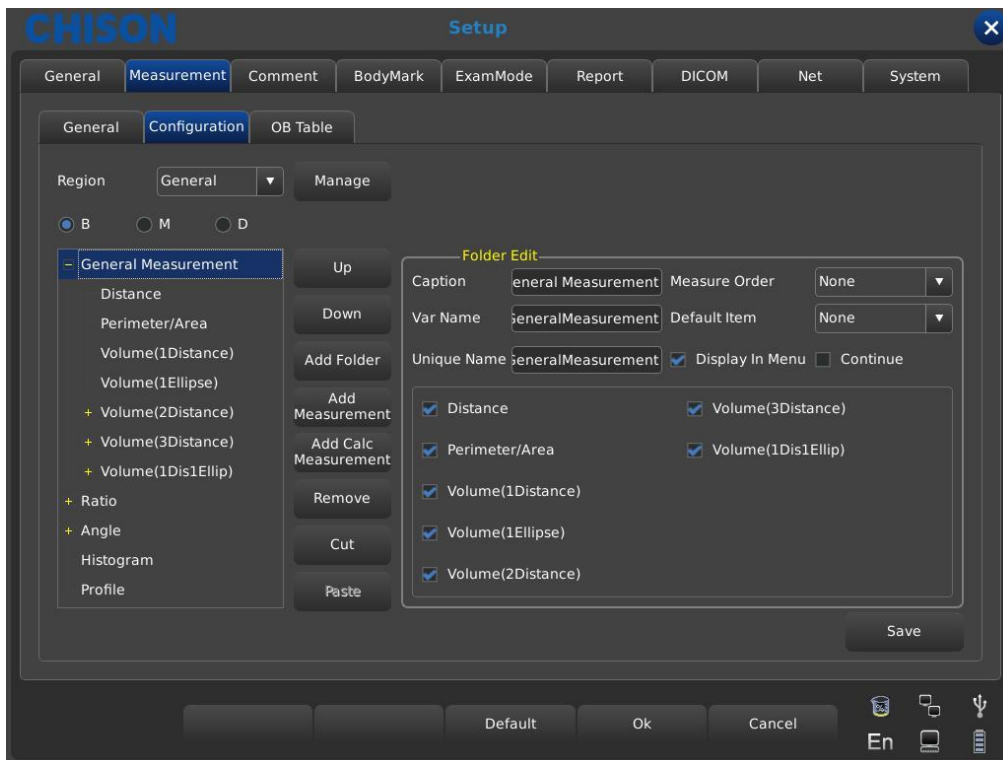 CHISON
Setup
General Measurement Comment BodyMark ExamMode Report DICOM Net System
General Configuration OB Table
Region General Manage
B M D
General Measurement
Distance
Perimeter/Area
Volume(1Distance)
Volume(1Ellipse)
Volume(2Distance)
Volume(3Distance)
Volume(1Dis1Ellip)
Ratio
Angle
Histogram
Profile
Up
Down
Add Folder
Add
Measurement
Add Calc
Measurement
Remove
Cut
Paste
Folder Edit
Caption eneral Measurement Measure Order None
Var Name GeneralMeasurement Default Item None
Unique Name GeneralMeasurement Display In Menu Continue
Distance Volume(3Distance)
Perimeter/Area Volume(1Dis1Ellip)
Volume(1Distance)
Volume(1Ellipse)
Volume(2Distance)
Save
Default Ok Cancel
En